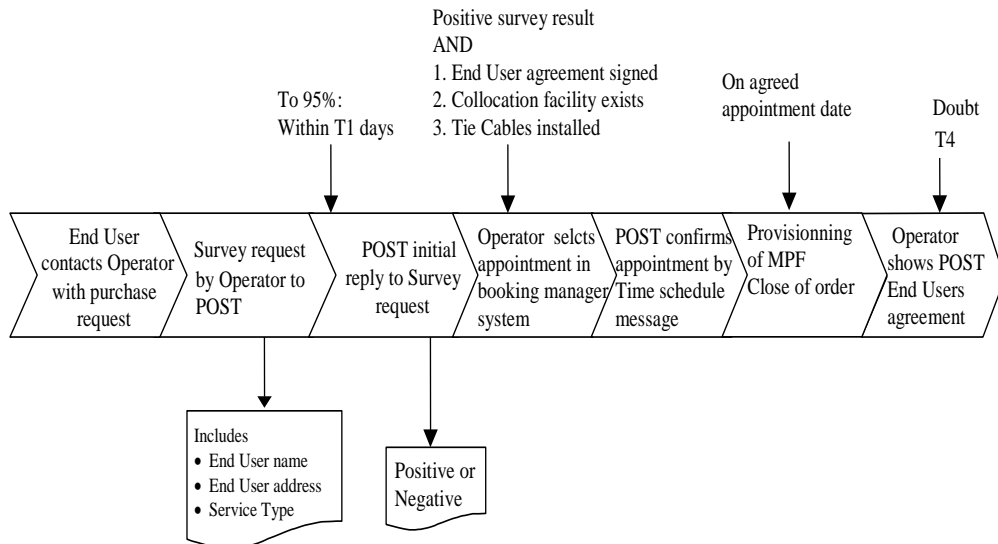 Positive survey result
AND
1. End User agreement signed
2. Collocation facility exists
3. Tie Cables installed
To 95%:
Within T1 days
On agreed
appointment date
Doubt
T4
End User
contacts Operator
with purchase
request
Survey request
by Operator to
POST
POST initial
reply to Survey
request
Operator selcts
appointment in
booking manager
system
POST confirms
appointment by
Time schedule
message
Provisionning
of MPF
Close of order
Operator
shows POST
End Users
agreement
Includes
• End User name
• End User address
• Service Type
Positive or
Negative